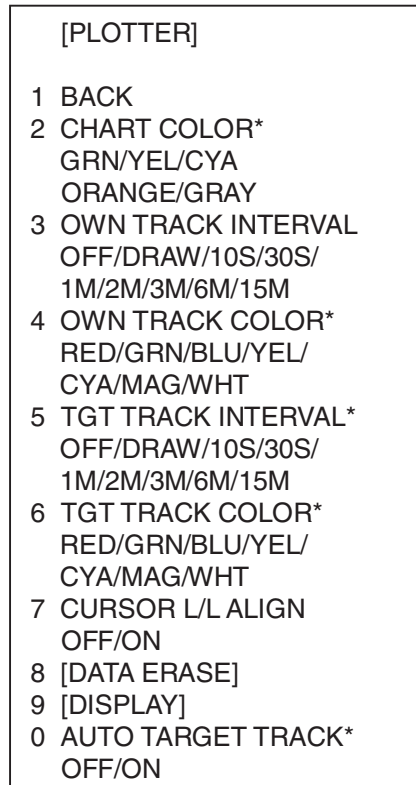 [PLOTTER]
1 BACK
2 CHART COLOR*
GRN/YEL/CYA
ORANGE/GRAY
3 OWN TRACK INTERVAL
OFF/DRAW/10S/30S/
1M/2M/3M/6M/15M
4 OWN TRACK COLOR*
RED/GRN/BLU/YEL/
CYA/MAG/WHT
5 TGT TRACK INTERVAL*
OFF/DRAW/10S/30S/
1M/2M/3M/6M/15M
6 TGT TRACK COLOR*
RED/GRN/BLU/YEL/
CYA/MAG/WHT
7 CURSOR L/L ALIGN
OFF/ON
8 [DATA ERASE]
9 [DISPLAY]
0 AUTO TARGET TRACK*
OFF/ON